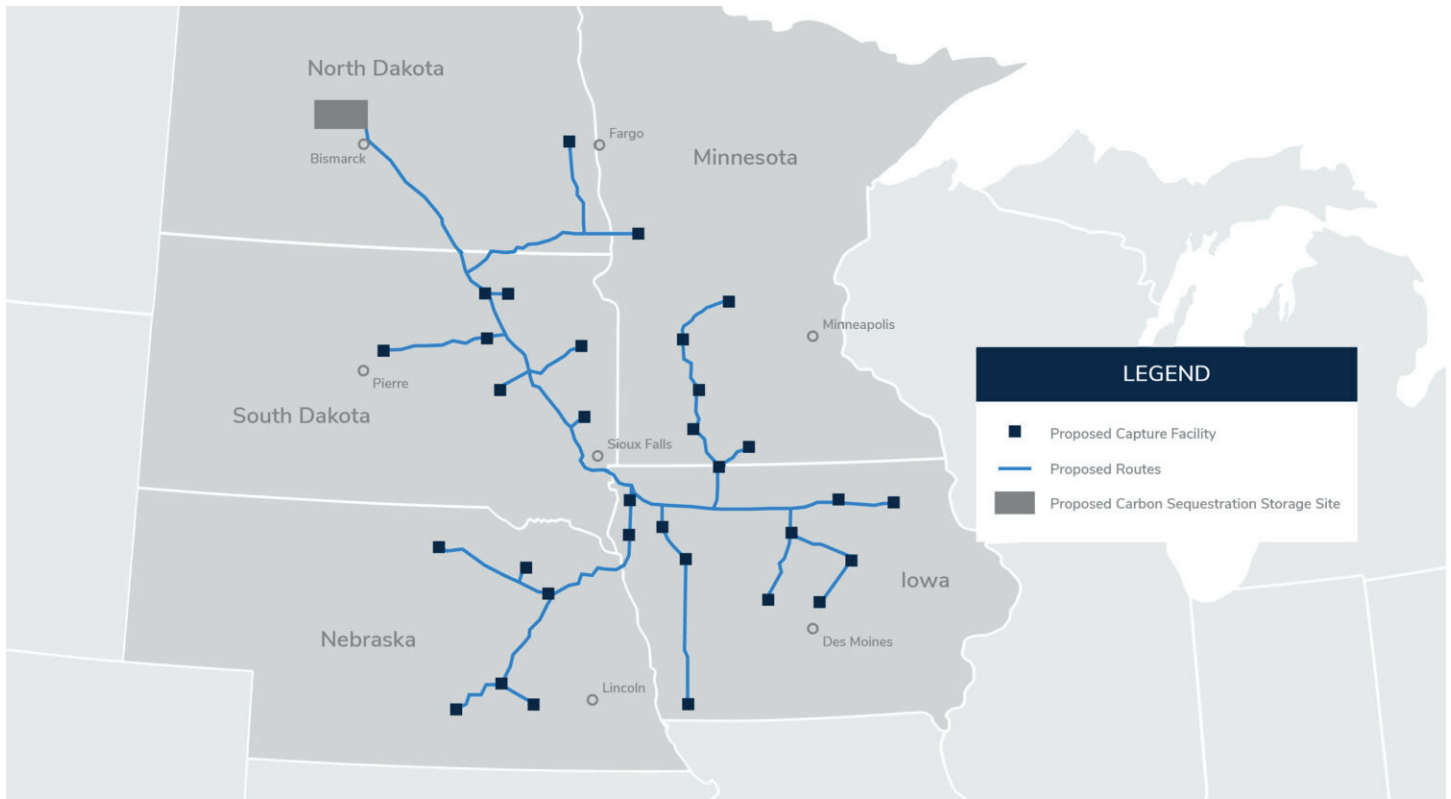 North Dakota
Bismarck
Fargo
Minnesota
Minneapolis
Pierre
South Dakota
Sioux Falls
LEGEND
Proposed Capture Facility
Proposed Routes
Proposed Carbon Sequestration Storage Site
Iowa
Nebraska
Des Moines
Lincoln